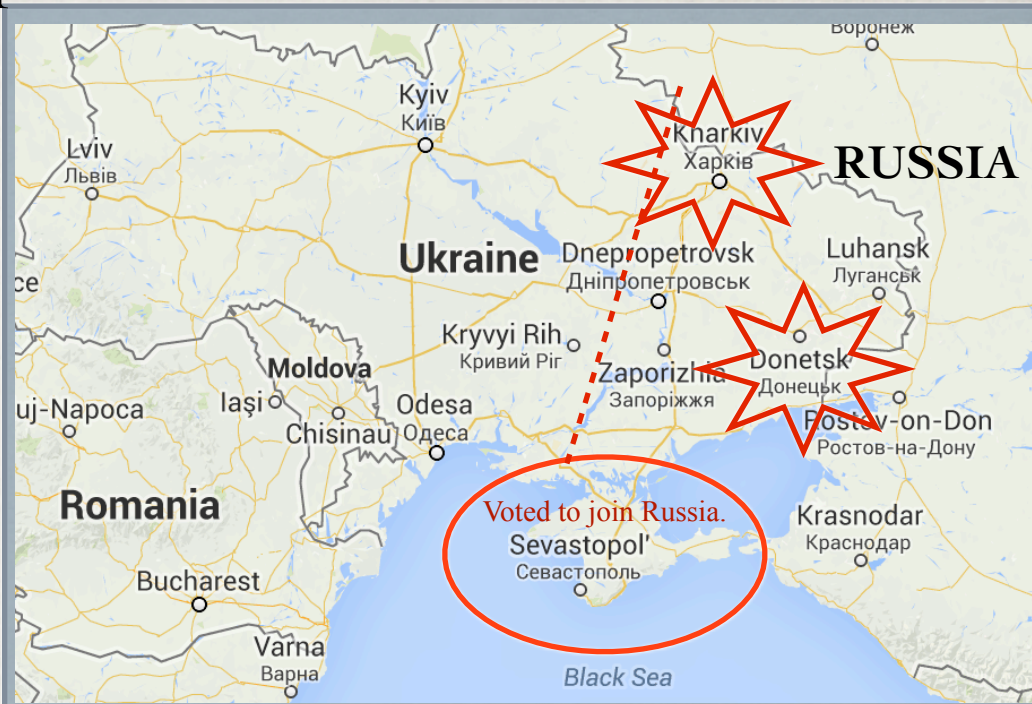 Воронеж
Kyiv
Київ
Kharkiv
Харків
RUSSIA
Lviv
Львів
Ukraine
Dnepropetrovsk
Дніпропетровськ
Luhansk
Луганськ
ce
Kryvyi Rih
Кривий Ріг
Moldova
Zaporizhia
Запоріжжя
Donetsk
Донецьк
uj-Napoca
Iaşi
Chisinau
Odesa
Одеса
Rostov-on-Don
Ростов-на-Дону
Romania
Voted to join Russia.
Sevastopol'
Севастополь
Krasnodar
Краснодар
Bucharest
Varna
Варна
Black Sea